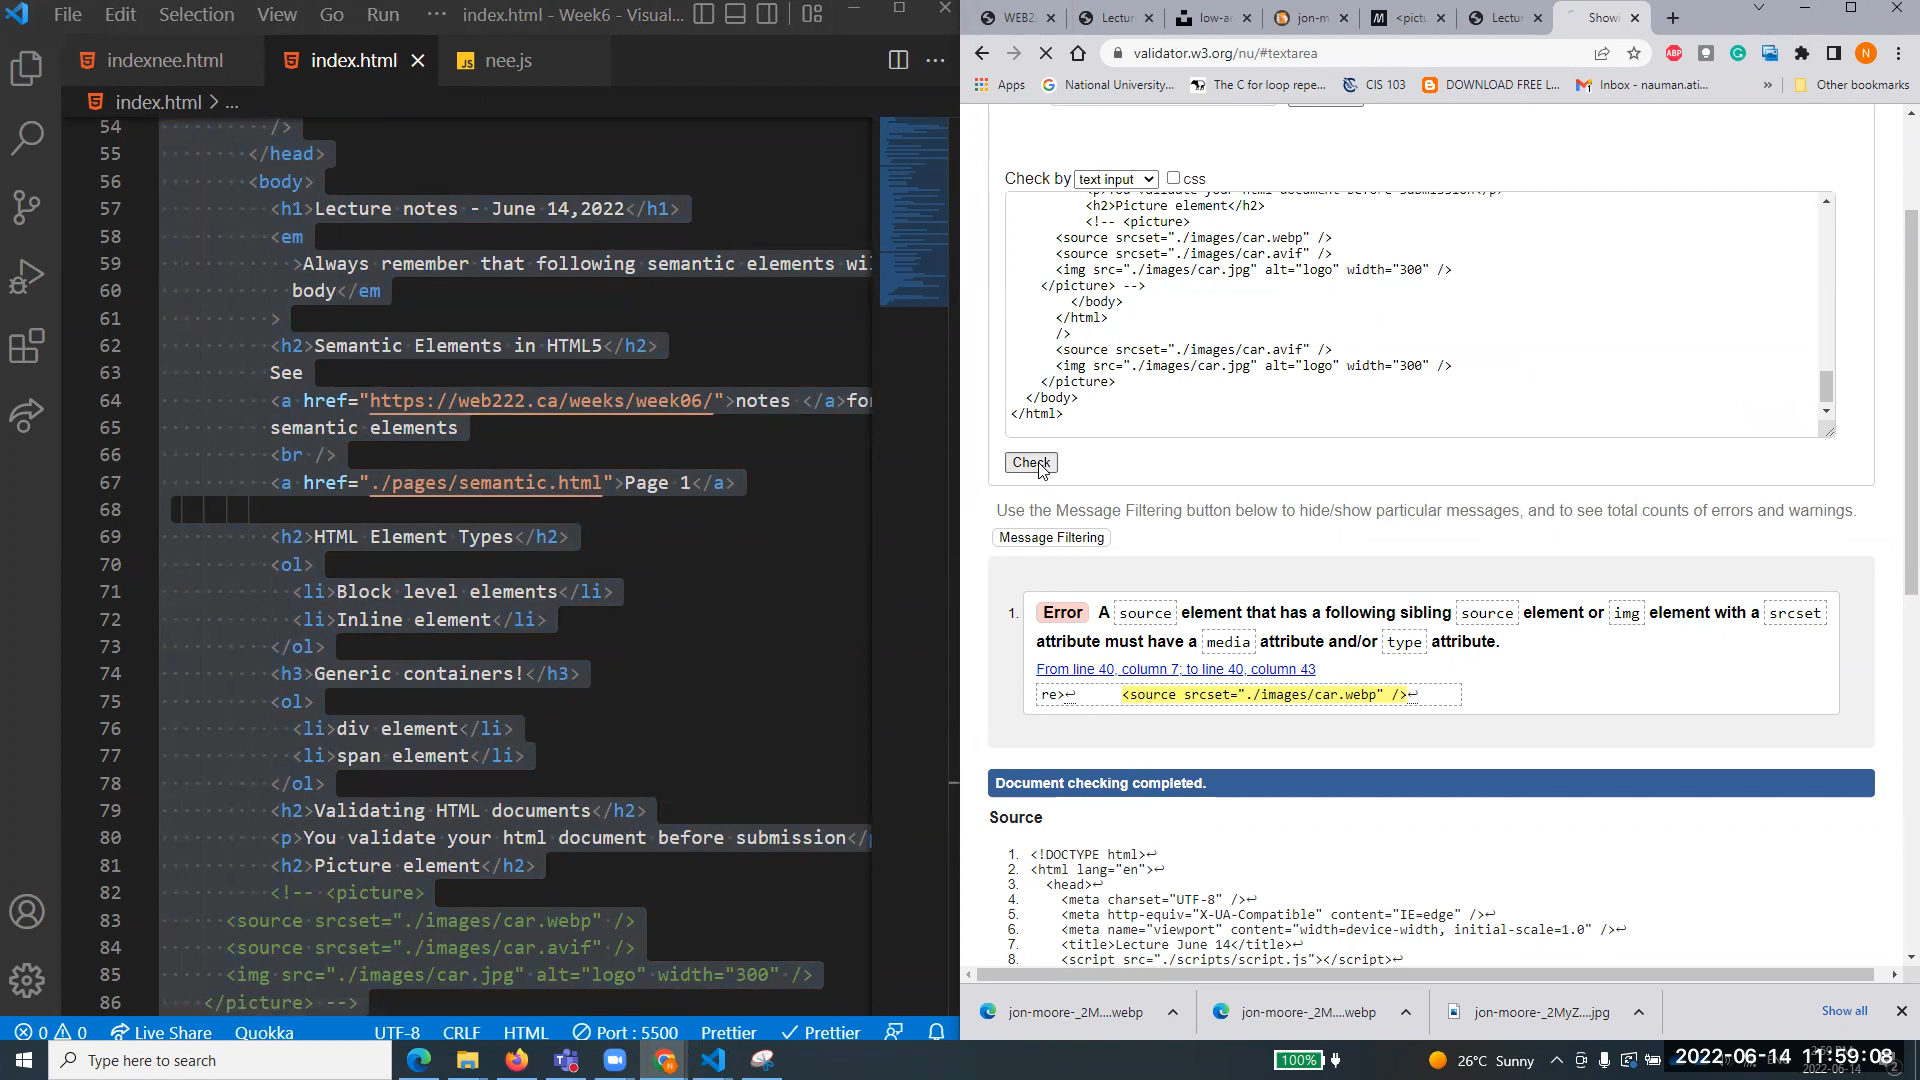 File Edit Selection View Go Run ··· index.html - Week6 - Visual...
indexnee.html index.html nee.js
index.html > ...
54 />
55 </head>
56 <body>
57 <h1>Lecture notes - June 14,2022</h1>
58 <em
59 >Always remember that following semantic elements wi
60 body</em
61 >
62 <h2>Semantic Elements in HTML5</h2>
63 See
64 <a href="https://web222.ca/weeks/week06/">notes </a>fo
65 semantic elements
66 <br />
67 <a href="./pages/semantic.html">Page 1</a>
68
69 <h2>HTML Element Types</h2>
70 <ol>
71 <li>Block level elements</li>
72 <li>Inline element</li>
73 </ol>
74 <h3>Generic containers!</h3>
75 <ol>
76 <li>div element</li>
77 <li>span element</li>
78 </ol>
79 <h2>Validating HTML documents</h2>
80 <p>You validate your html document before submission</
81 <h2>Picture element</h2>
82 <!-- <picture>
83 <source srcset="./images/car.webp" />
84 <source srcset="./images/car.avif" />
85 <img src="./images/car.jpg" alt="logo" width="300" />
86 </picture> -->
0 0 Live Share Quokka UTF-8 CRLF HTML Port : 5500 Prettier Prettier
WEB2 Lectur low-ar jon-m <pictu Lectur Showi
validator.w3.org/nu/#textarea
Apps National University... The C for loop repe... CIS 103 DOWNLOAD FREE L... Inbox - nauman.ati... » Other bookmarks
Check by text input css
<p>You validate your html document before submission</p>
<h2>Picture element</h2>
<!-- <picture>
<source srcset="./images/car.webp" />
<source srcset="./images/car.avif" />
<img src="./images/car.jpg" alt="logo" width="300" />
</picture> -->
</body>
</html>
/>
<source srcset="./images/car.avif" />
<img src="./images/car.jpg" alt="logo" width="300" />
</picture>
</body>
</html>
Check
Use the Message Filtering button below to hide/show particular messages, and to see total counts of errors and warnings.
Message Filtering
1. Error A source element that has a following sibling source element or img element with a srcset
attribute must have a media attribute and/or type attribute.
From line 40, column 7; to line 40, column 43
re>↩ <source srcset="./images/car.webp" />↩
Document checking completed.
Source
1. <!DOCTYPE html>↩
2. <html lang="en">↩
3. <head>↩
4. <meta charset="UTF-8" />↩
5. <meta http-equiv="X-UA-Compatible" content="IE=edge" />↩
6. <meta name="viewport" content="width=device-width, initial-scale=1.0" />↩
7. <title>Lecture June 14</title>↩
8. <script src="./scripts/script.js"></script>↩
jon-moore-_2M....webp jon-moore-_2M....webp jon-moore-_2MyZ....jpg Show all
Type here to search 100% 26°C Sunny 2022-06-14 11:59:08
2022-06-14